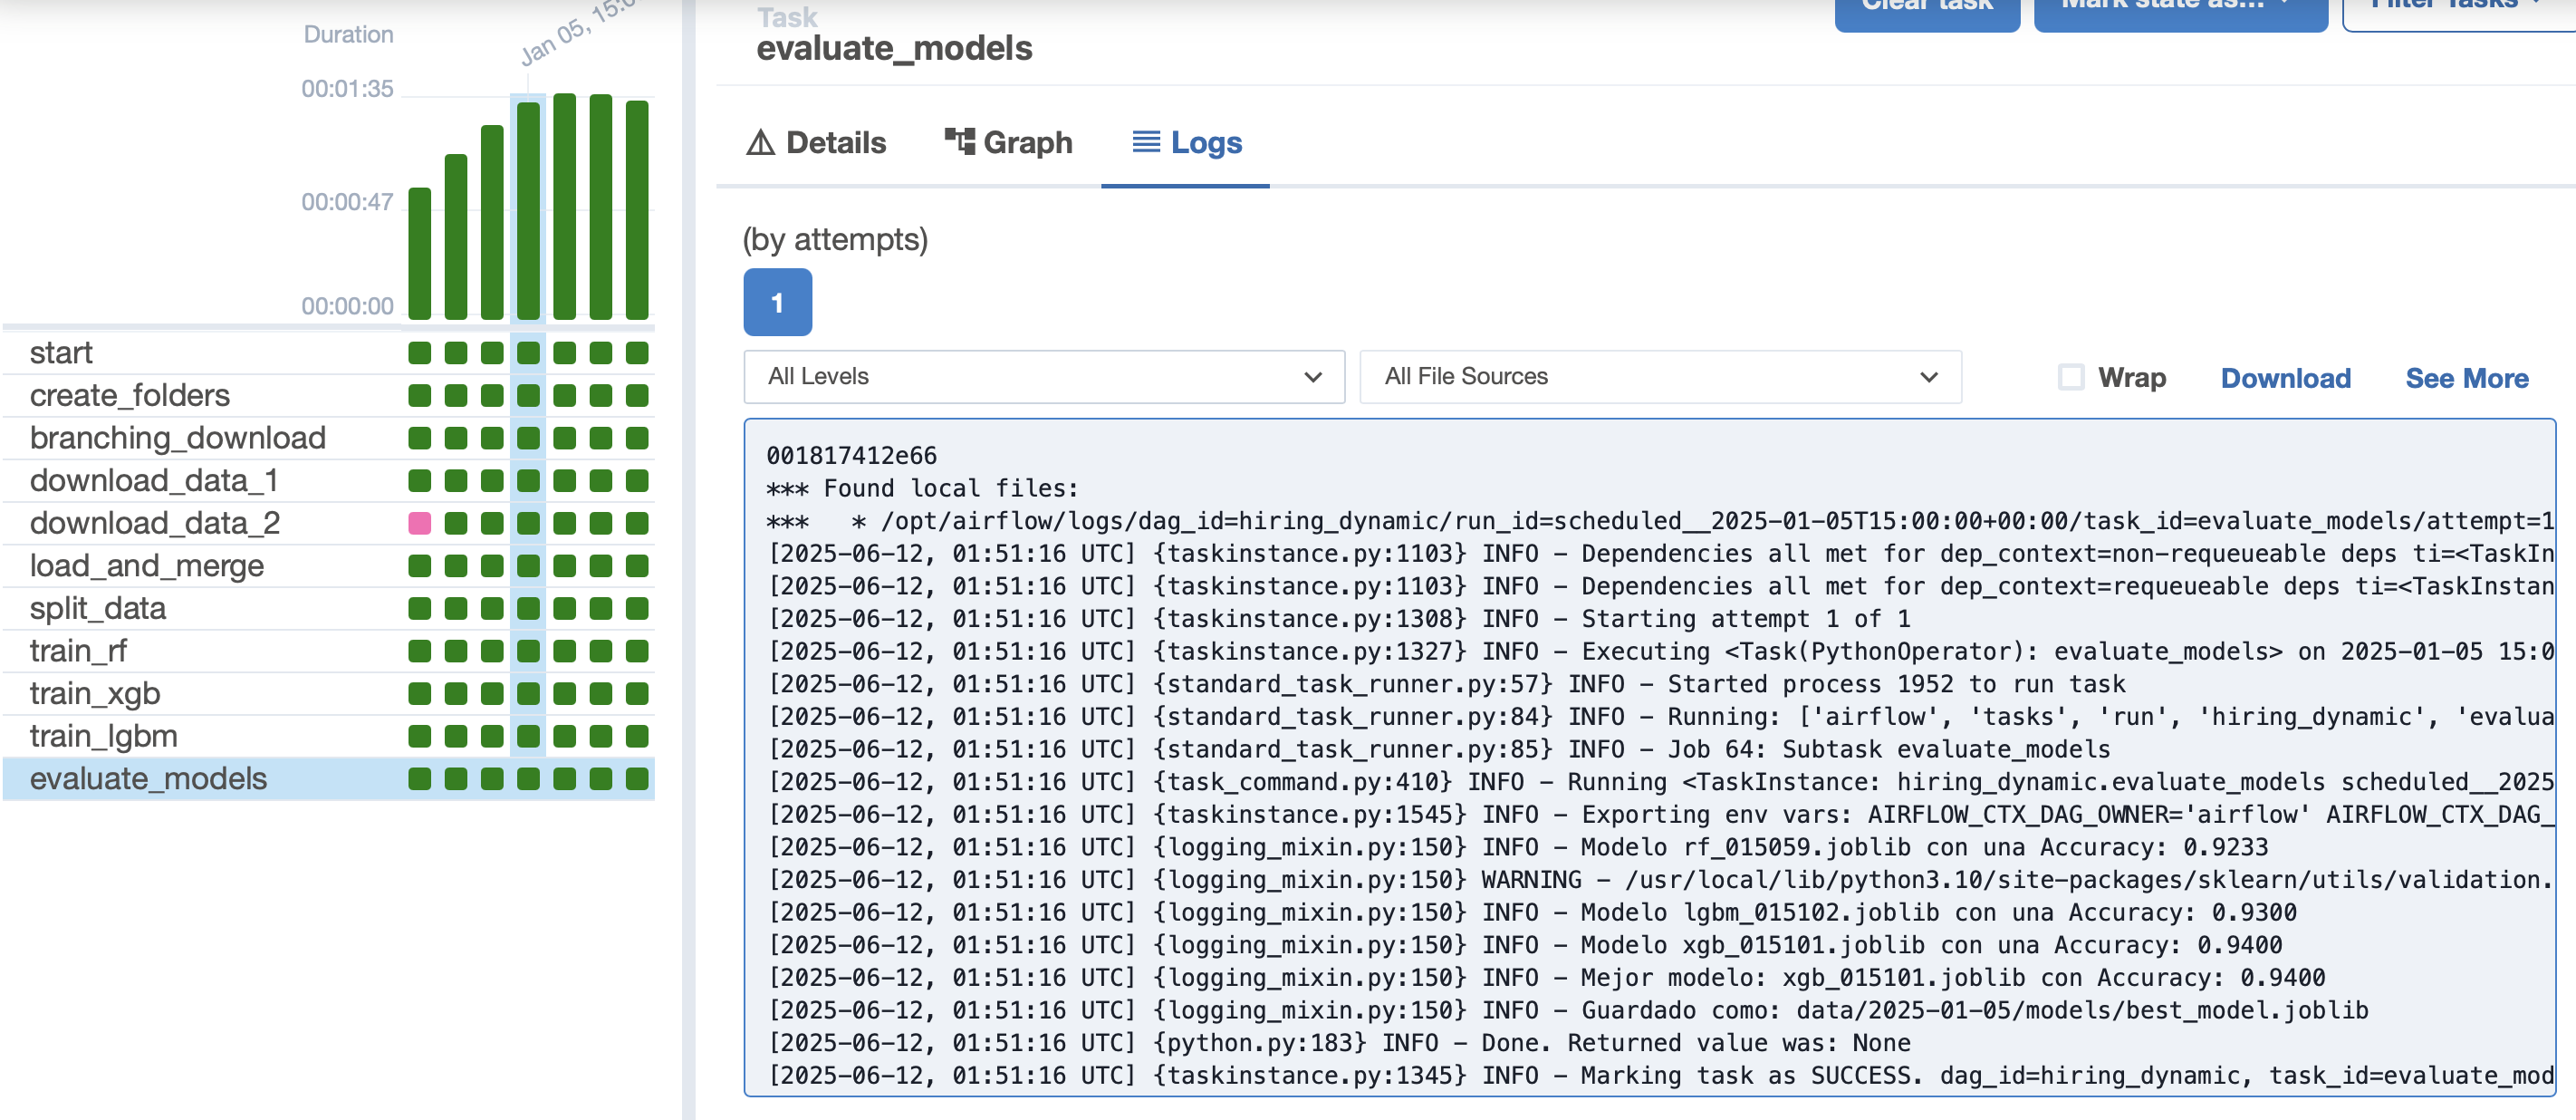 Duration
Jan 05, 15:0
00:01:35
00:00:47
00:00:00
start
create_folders
branching_download
download_data_1
download_data_2
load_and_merge
split_data
train_rf
train_xgb
train_lgbm
evaluate_models
Clear task
Mark state as...
Filter Tasks
Task
evaluate_models
Details
Graph
Logs
(by attempts)
1
All Levels
All File Sources
Wrap
Download
See More
001817412e66
*** Found local files:
***   * /opt/airflow/logs/dag_id=hiring_dynamic/run_id=scheduled__2025-01-05T15:00:00+00:00/task_id=evaluate_models/attempt=1
[2025-06-12, 01:51:16 UTC] {taskinstance.py:1103} INFO - Dependencies all met for dep_context=non-requeueable deps ti=<TaskIn
[2025-06-12, 01:51:16 UTC] {taskinstance.py:1103} INFO - Dependencies all met for dep_context=requeueable deps ti=<TaskInstan
[2025-06-12, 01:51:16 UTC] {taskinstance.py:1308} INFO - Starting attempt 1 of 1
[2025-06-12, 01:51:16 UTC] {taskinstance.py:1327} INFO - Executing <Task(PythonOperator): evaluate_models> on 2025-01-05 15:0
[2025-06-12, 01:51:16 UTC] {standard_task_runner.py:57} INFO - Started process 1952 to run task
[2025-06-12, 01:51:16 UTC] {standard_task_runner.py:84} INFO - Running: ['airflow', 'tasks', 'run', 'hiring_dynamic', 'evalua
[2025-06-12, 01:51:16 UTC] {standard_task_runner.py:85} INFO - Job 64: Subtask evaluate_models
[2025-06-12, 01:51:16 UTC] {task_command.py:410} INFO - Running <TaskInstance: hiring_dynamic.evaluate_models scheduled__2025
[2025-06-12, 01:51:16 UTC] {taskinstance.py:1545} INFO - Exporting env vars: AIRFLOW_CTX_DAG_OWNER='airflow' AIRFLOW_CTX_DAG_
[2025-06-12, 01:51:16 UTC] {logging_mixin.py:150} INFO - Modelo rf_015059.joblib con una Accuracy: 0.9233
[2025-06-12, 01:51:16 UTC] {logging_mixin.py:150} WARNING - /usr/local/lib/python3.10/site-packages/sklearn/utils/validation.
[2025-06-12, 01:51:16 UTC] {logging_mixin.py:150} INFO - Modelo lgbm_015102.joblib con una Accuracy: 0.9300
[2025-06-12, 01:51:16 UTC] {logging_mixin.py:150} INFO - Modelo xgb_015101.joblib con una Accuracy: 0.9400
[2025-06-12, 01:51:16 UTC] {logging_mixin.py:150} INFO - Mejor modelo: xgb_015101.joblib con Accuracy: 0.9400
[2025-06-12, 01:51:16 UTC] {logging_mixin.py:150} INFO - Guardado como: data/2025-01-05/models/best_model.joblib
[2025-06-12, 01:51:16 UTC] {python.py:183} INFO - Done. Returned value was: None
[2025-06-12, 01:51:16 UTC] {taskinstance.py:1345} INFO - Marking task as SUCCESS. dag_id=hiring_dynamic, task_id=evaluate_mod